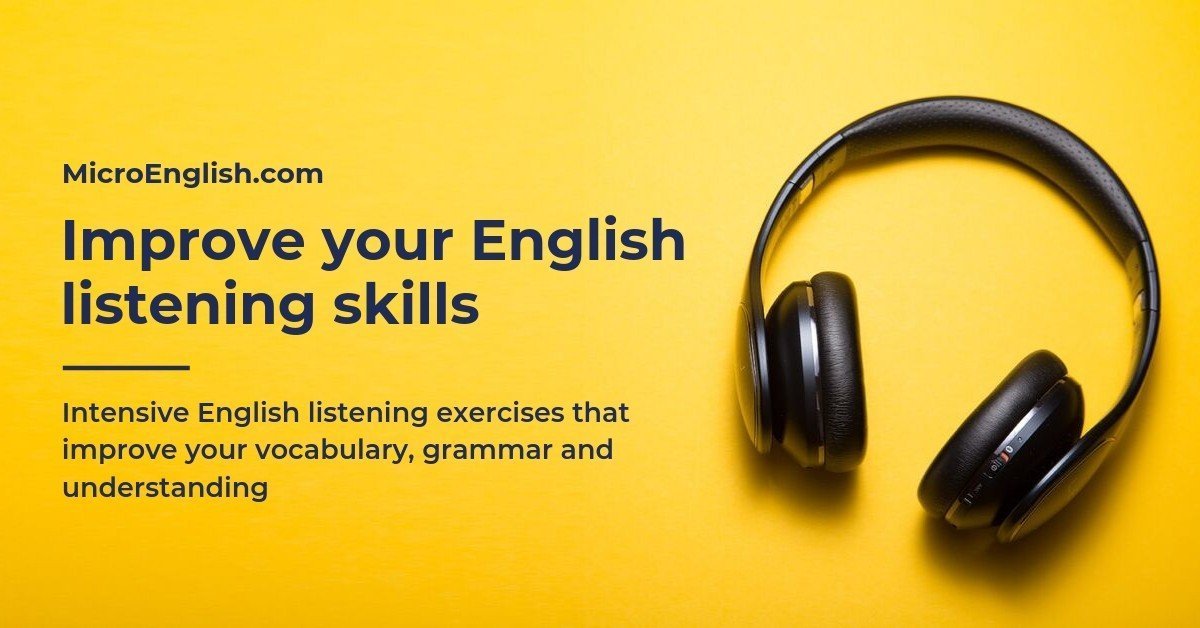 MicroEnglish.com
Improve your English
listening skills
Intensive English listening exercises that
improve your vocabulary, grammar and
understanding